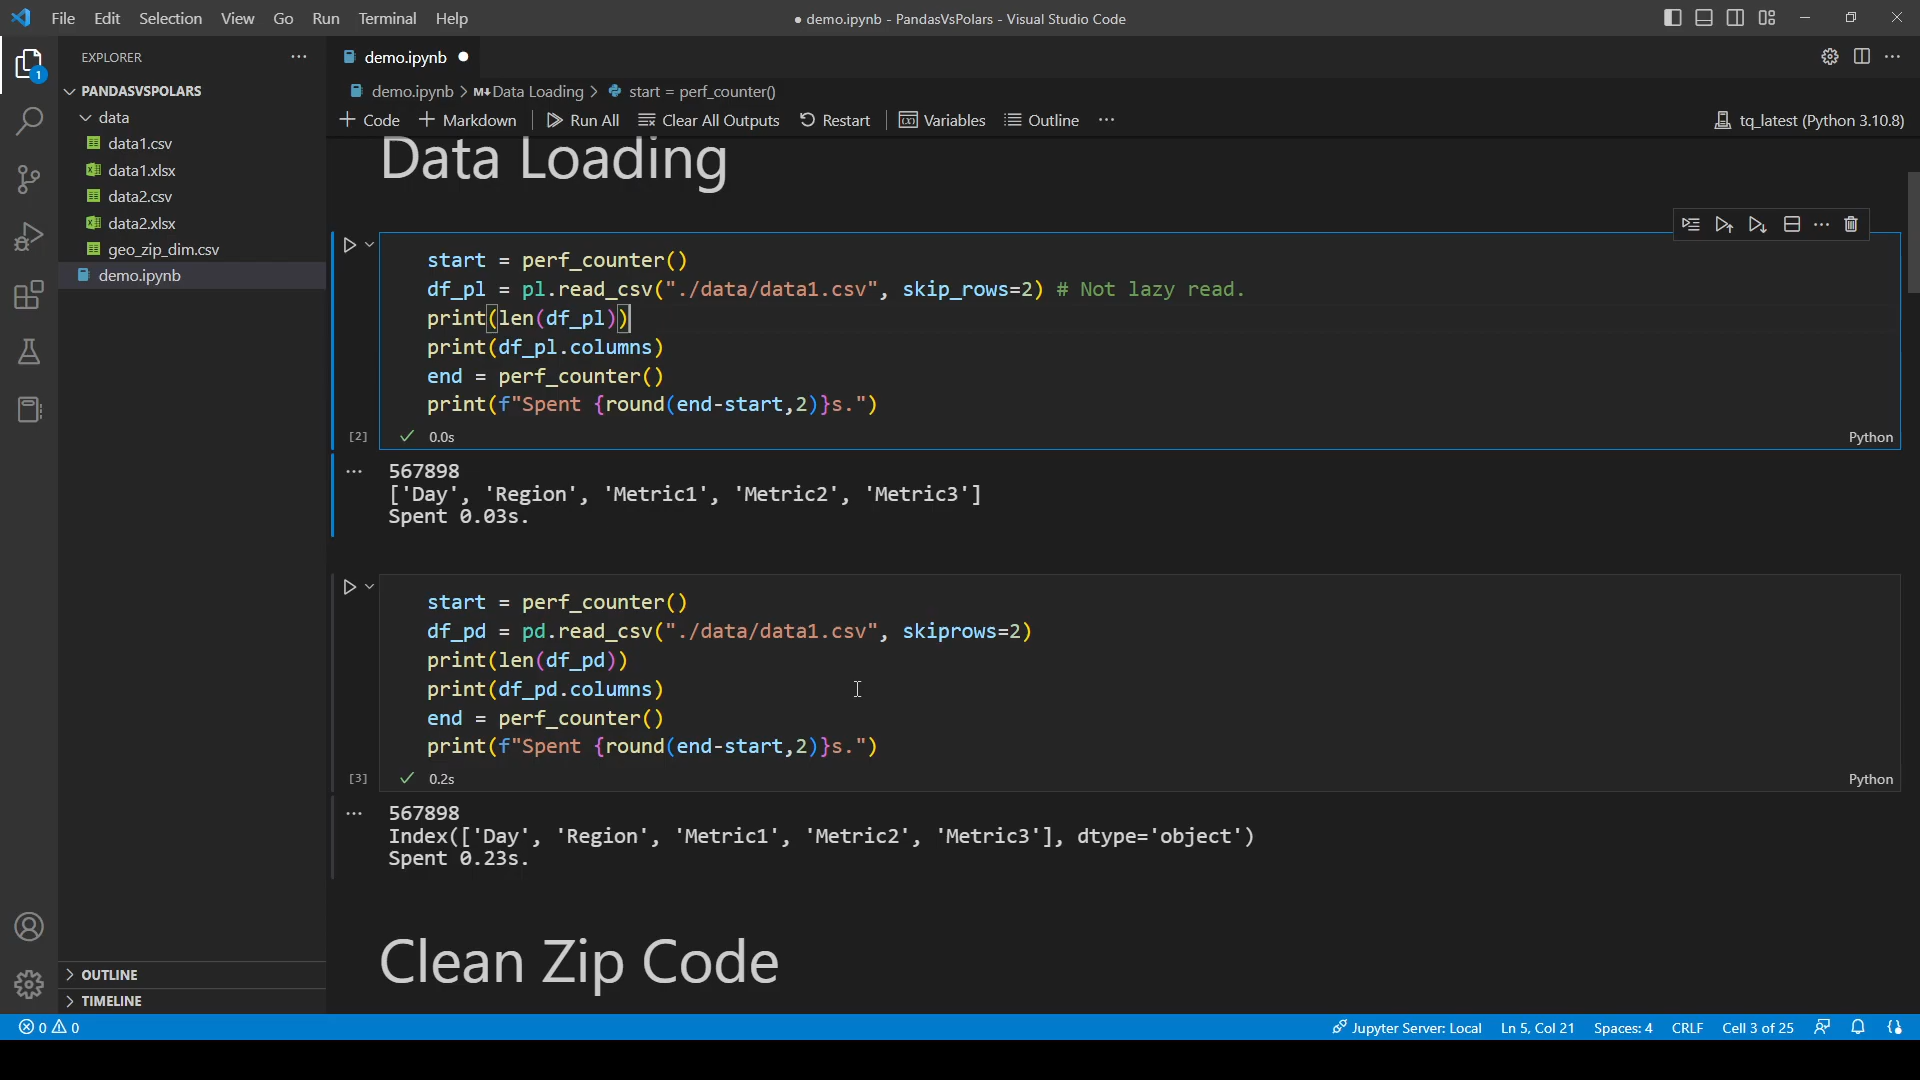 File Edit Selection View Go Run Terminal Help
● demo.ipynb - PandasVsPolars - Visual Studio Code
EXPLORER
1
PANDASVSPOLARS
data
data1.csv
data1.xlsx
data2.csv
data2.xlsx
geo_zip_dim.csv
demo.ipynb
OUTLINE
TIMELINE
demo.ipynb
demo.ipynb > M↓ Data Loading > start = perf_counter()
+ Code + Markdown Run All Clear All Outputs Restart Variables Outline ...
tq_latest (Python 3.10.8)
Data Loading
start = perf_counter()
df_pl = pl.read_csv("./data/data1.csv", skip_rows=2) # Not lazy read.
print(len(df_pl))
print(df_pl.columns)
end = perf_counter()
print(f"Spent {round(end-start,2)}s.")
[2] ✓ 0.0s Python
567898
['Day', 'Region', 'Metric1', 'Metric2', 'Metric3']
Spent 0.03s.
start = perf_counter()
df_pd = pd.read_csv("./data/data1.csv", skiprows=2)
print(len(df_pd))
print(df_pd.columns)
end = perf_counter()
print(f"Spent {round(end-start,2)}s.")
[3] ✓ 0.2s Python
567898
Index(['Day', 'Region', 'Metric1', 'Metric2', 'Metric3'], dtype='object')
Spent 0.23s.
Clean Zip Code
0 0 Jupyter Server: Local Ln 5, Col 21 Spaces: 4 CRLF Cell 3 of 25